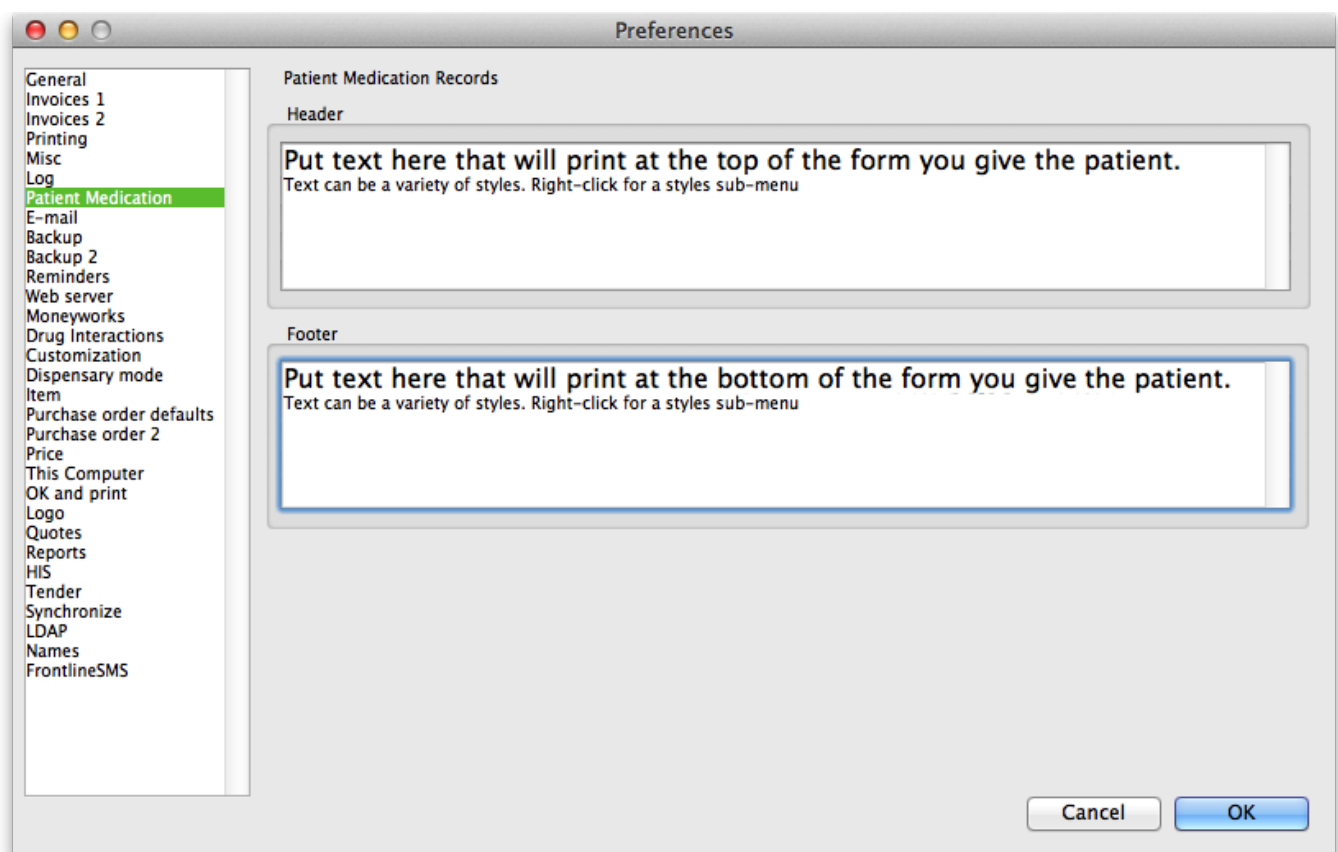 Preferences
General
Invoices 1
Invoices 2
Printing
Misc
Log
Patient Medication
E-mail
Backup
Backup 2
Reminders
Web server
Moneyworks
Drug Interactions
Customization
Dispensary mode
Item
Purchase order defaults
Purchase order 2
Price
This Computer
OK and print
Logo
Quotes
Reports
HIS
Tender
Synchronize
LDAP
Names
FrontlineSMS
Patient Medication Records
Header
Put text here that will print at the top of the form you give the patient.
Text can be a variety of styles. Right-click for a styles sub-menu
Footer
Put text here that will print at the bottom of the form you give the patient.
Text can be a variety of styles. Right-click for a styles sub-menu
Cancel
OK